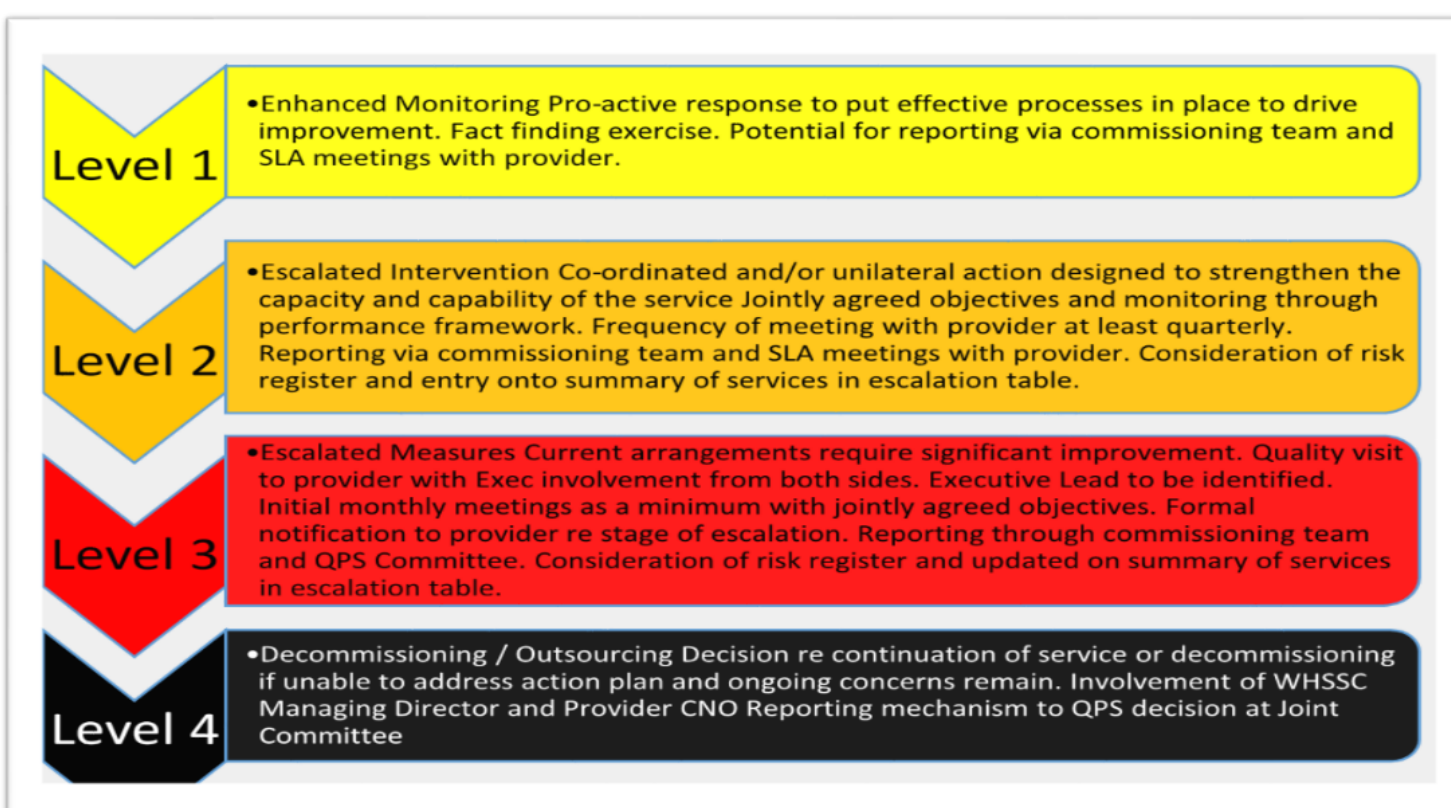 Level 1
•Enhanced Monitoring Pro-active response to put effective processes in place to drive
improvement. Fact finding exercise. Potential for reporting via commissioning team and
SLA meetings with provider.
Level 2
•Escalated Intervention Co-ordinated and/or unilateral action designed to strengthen the
capacity and capability of the service Jointly agreed objectives and monitoring through
performance framework. Frequency of meeting with provider at least quarterly.
Reporting via commissioning team and SLA meetings with provider. Consideration of risk
register and entry onto summary of services in escalation table.
Level 3
•Escalated Measures Current arrangements require significant improvement. Quality visit
to provider with Exec involvement from both sides. Executive Lead to be identified.
Initial monthly meetings as a minimum with jointly agreed objectives. Formal
notification to provider re stage of escalation. Reporting through commissioning team
and QPS Committee. Consideration of risk register and updated on summary of services
in escalation table.
Level 4
•Decommissioning / Outsourcing Decision re continuation of service or decommissioning
if unable to address action plan and ongoing concerns remain. Involvement of WHSSC
Managing Director and Provider CNO Reporting mechanism to QPS decision at Joint
Committee